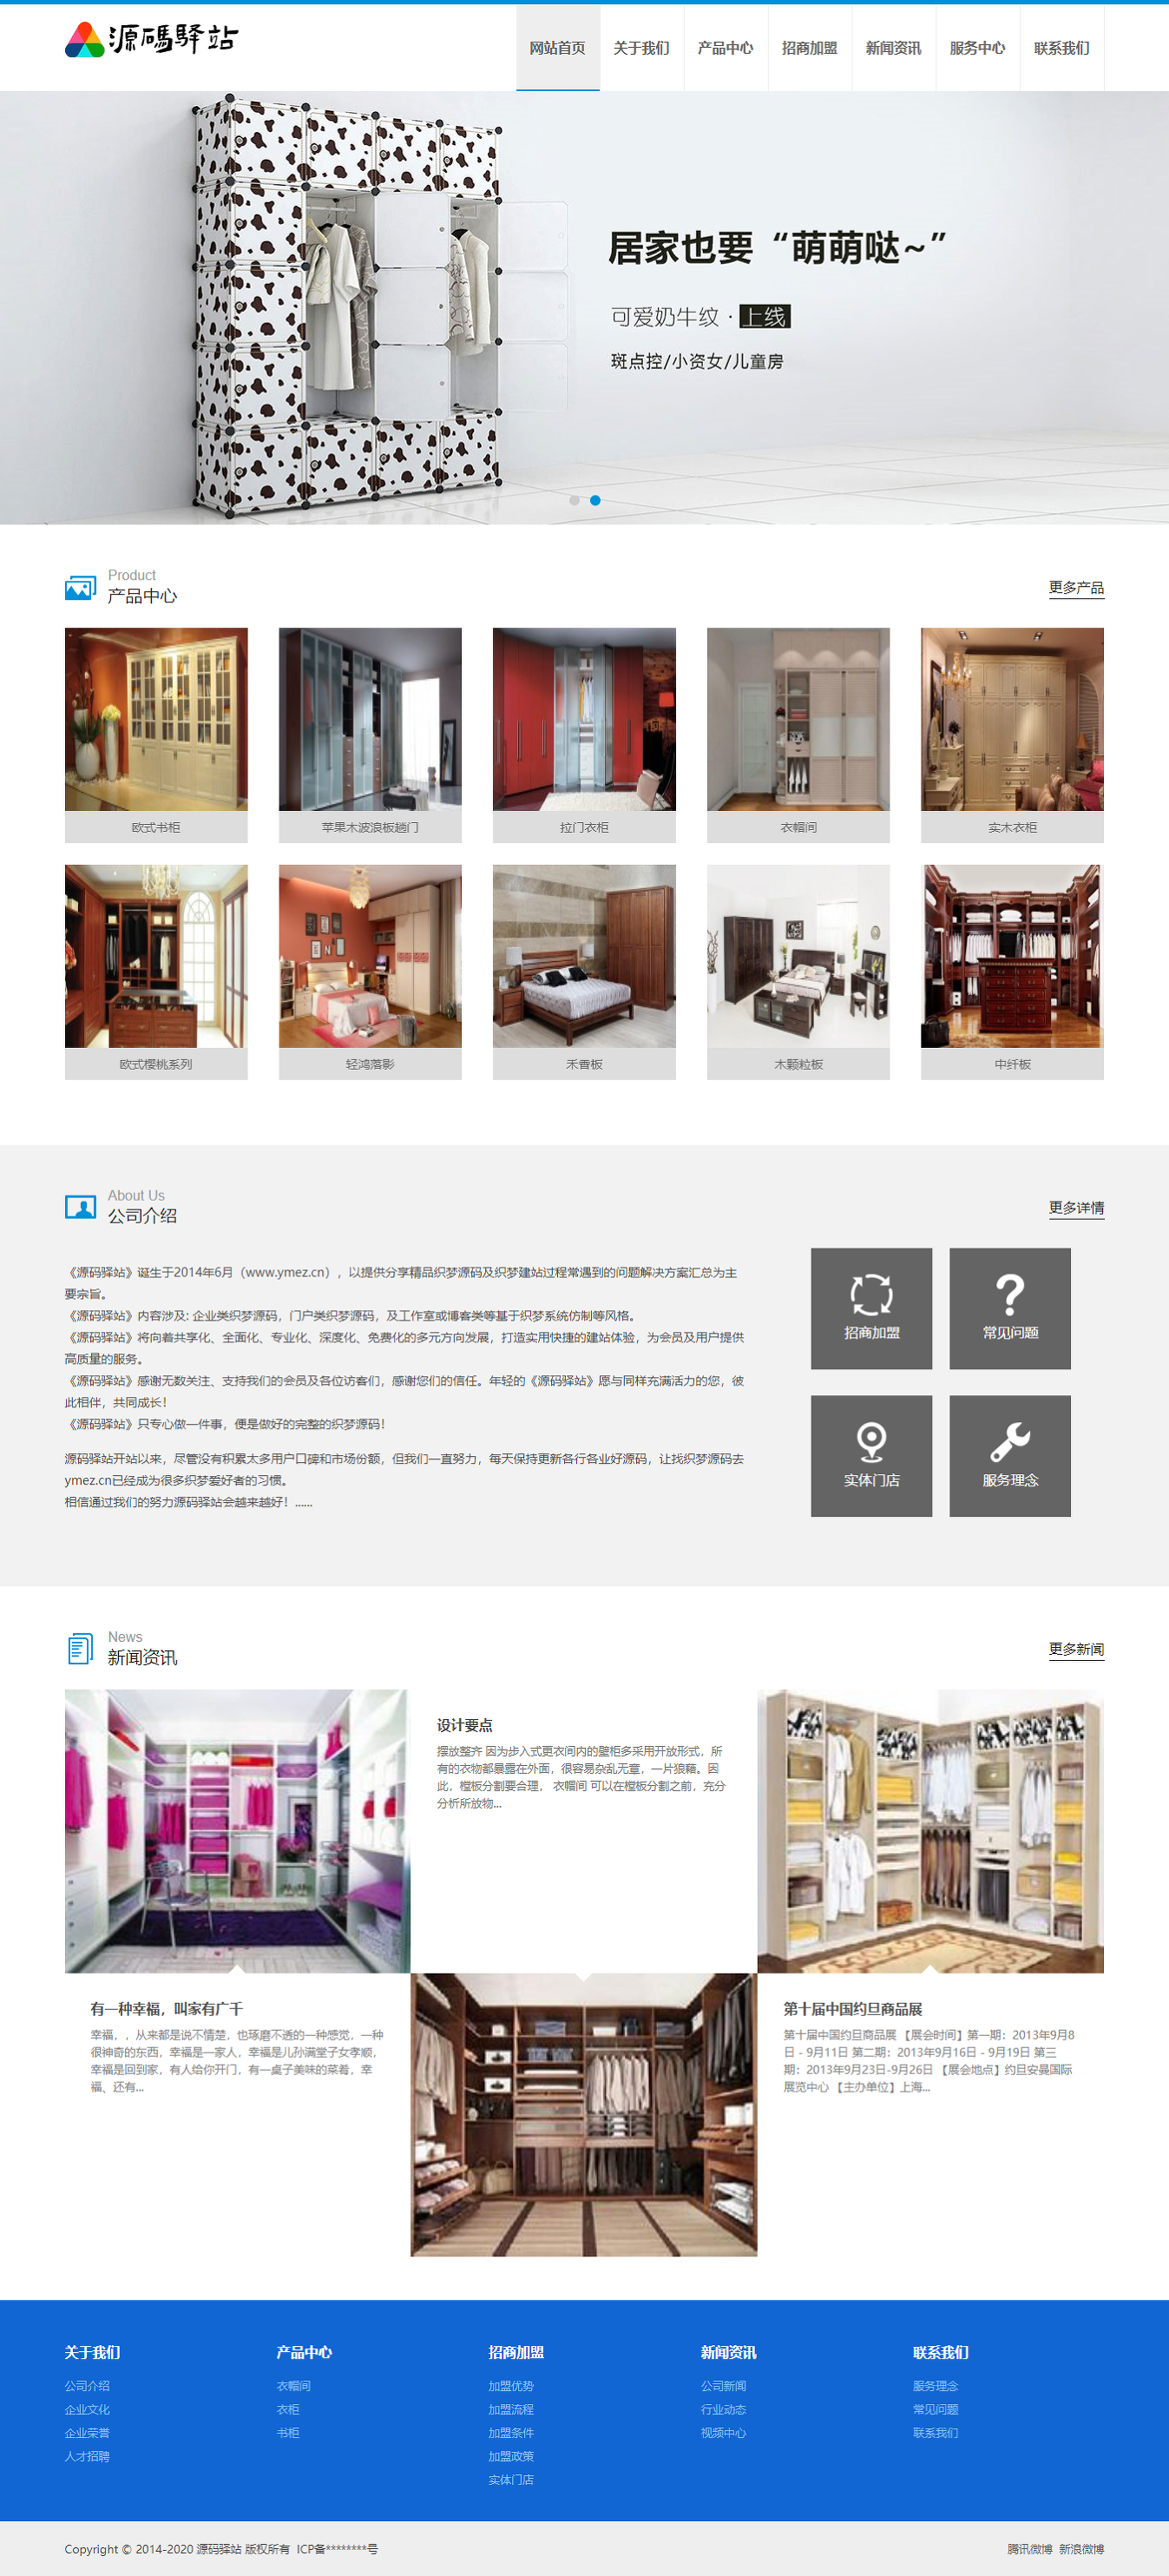 源碼驿站
网站首页 关于我们 产品中心 招商加盟 新闻资讯 服务中心 联系我们
居家也要“萌萌哒~”
可爱奶牛纹·上线
斑点控/小资女/儿童房
Product
产品中心
更多产品
欧式书柜 苹果木波浪板趟门 拉门衣柜 衣帽间 实木衣柜
欧式樱桃系列 轻鸿落影 禾香板 木颗粒板 中纤板
About Us
公司介绍
更多详情
《源码驿站》诞生于2014年6月（www.ymez.cn），以提供分享精品织梦源码及织梦建站过程常遇到的问题解决方案汇总为主
要宗旨。
《源码驿站》内容涉及: 企业类织梦源码，门户类织梦源码，及工作室或博客类等基于织梦系统仿制等风格。
《源码驿站》将向着共享化、全面化、专业化、深度化、免费化的多元方向发展，打造实用快捷的建站体验，为会员及用户提供
高质量的服务。
《源码驿站》感谢无数关注、支持我们的会员及各位访客们，感谢您们的信任。年轻的《源码驿站》愿与同样充满活力的您，彼
此相伴，共同成长！
《源码驿站》只专心做一件事，便是做好的完整的织梦源码！
源码驿站开站以来，尽管没有积累太多用户口碑和市场份额，但我们一直努力，每天保持更新各行各业好源码，让找织梦源码去
ymez.cn已经成为很多织梦爱好者的习惯。
相信通过我们的努力源码驿站会越来越好！......
招商加盟 常见问题
实体门店 服务理念
News
新闻资讯
更多新闻
设计要点
摆放整齐 因为步入式更衣间内的壁柜多采用开放形式，所
有的衣物都暴露在外面，很容易杂乱无章，一片狼藉。因
此，樘板分割要合理， 衣帽间 可以在樘板分割之前，充分
分析所放物...
有一种幸福，叫家有广千
幸福，，从来都是说不情楚，也琢磨不透的一种感觉，一种
很神奇的东西，幸福是一家人，幸福是儿孙满堂子女孝顺，
幸福是回到家，有人给你开门，有一桌子美味的菜肴，幸
福、还有...
第十届中国约旦商品展
第十届中国约旦商品展 【展会时间】第一期：2013年9月8
日 - 9月11日 第二期：2013年9月16日 - 9月19日 第三
期：2013年9月23日-9月26日 【展会地点】约旦安曼国际
展览中心 【主办单位】上海...
关于我们 产品中心 招商加盟 新闻资讯 联系我们
公司介绍 衣帽间 加盟优势 公司新闻 服务理念
企业文化 衣柜 加盟流程 行业动态 常见问题
企业荣誉 书柜 加盟条件 视频中心 联系我们
人才招聘 加盟政策
实体门店
Copyright © 2014-2020 源码驿站 版权所有 ICP备********号
腾讯微博 新浪微博